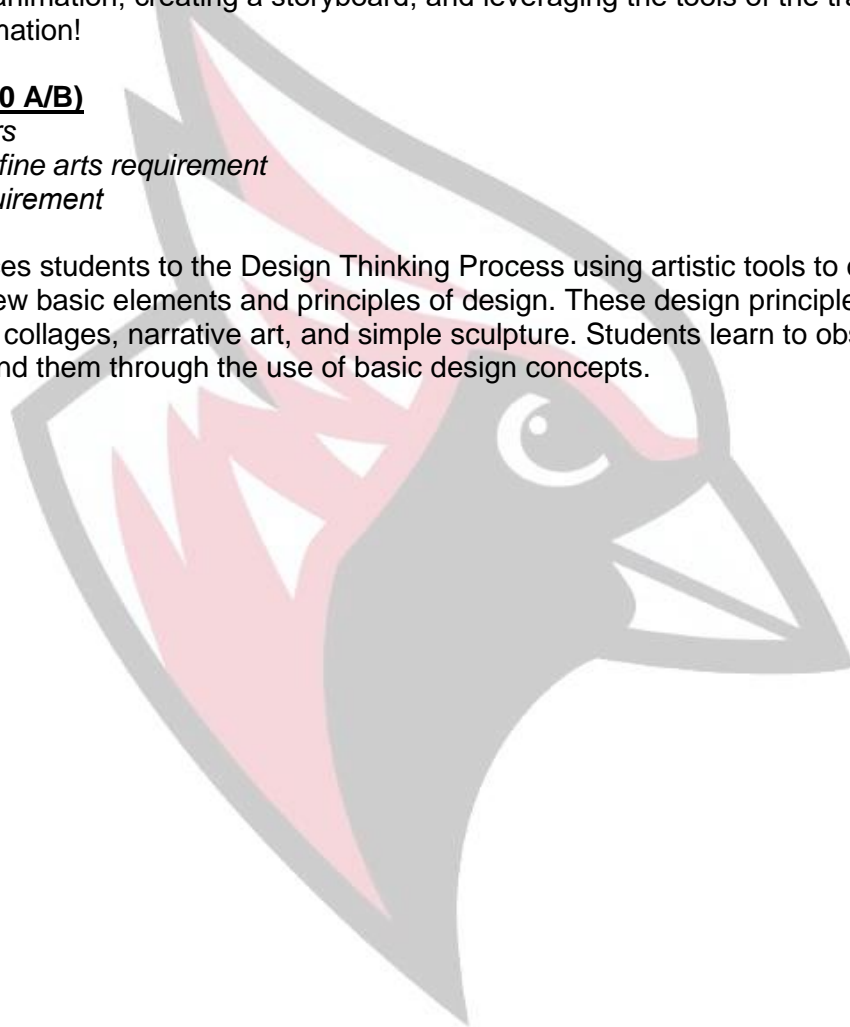 animation, creating a storyboard, and leveraging the tools of the tra
mation!
0 A/B)
rs
fine arts requirement
uirement
es students to the Design Thinking Process using artistic tools to
ew basic elements and principles of design. These design principle
collages, narrative art, and simple sculpture. Students learn to obs
nd them through the use of basic design concepts.